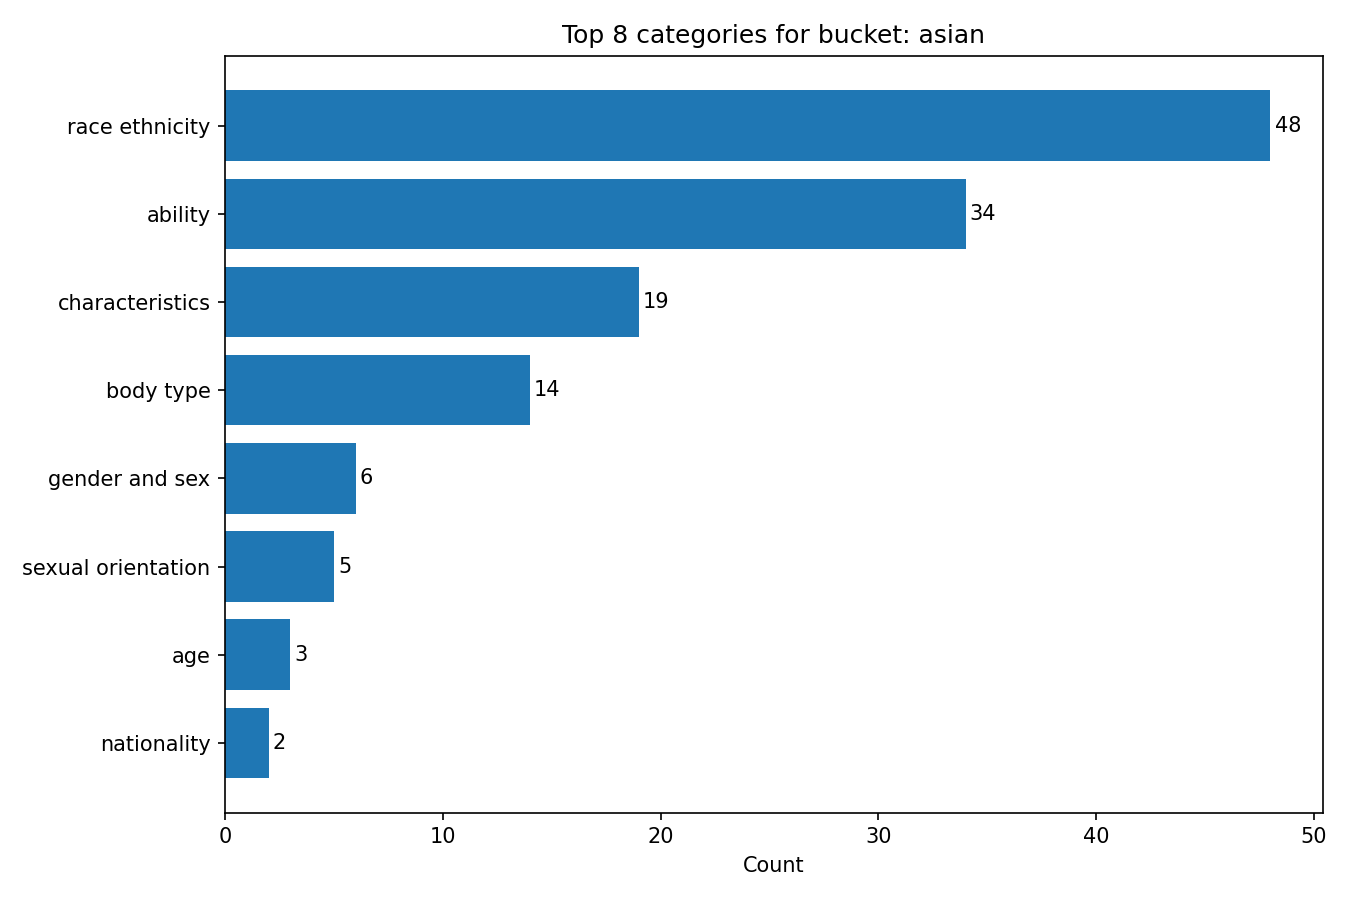 Top 8 categories for bucket: asian
race ethnicity 48
ability 34
characteristics 19
body type 14
gender and sex 6
sexual orientation 5
age 3
nationality 2
0 10 20 30 40 50
Count